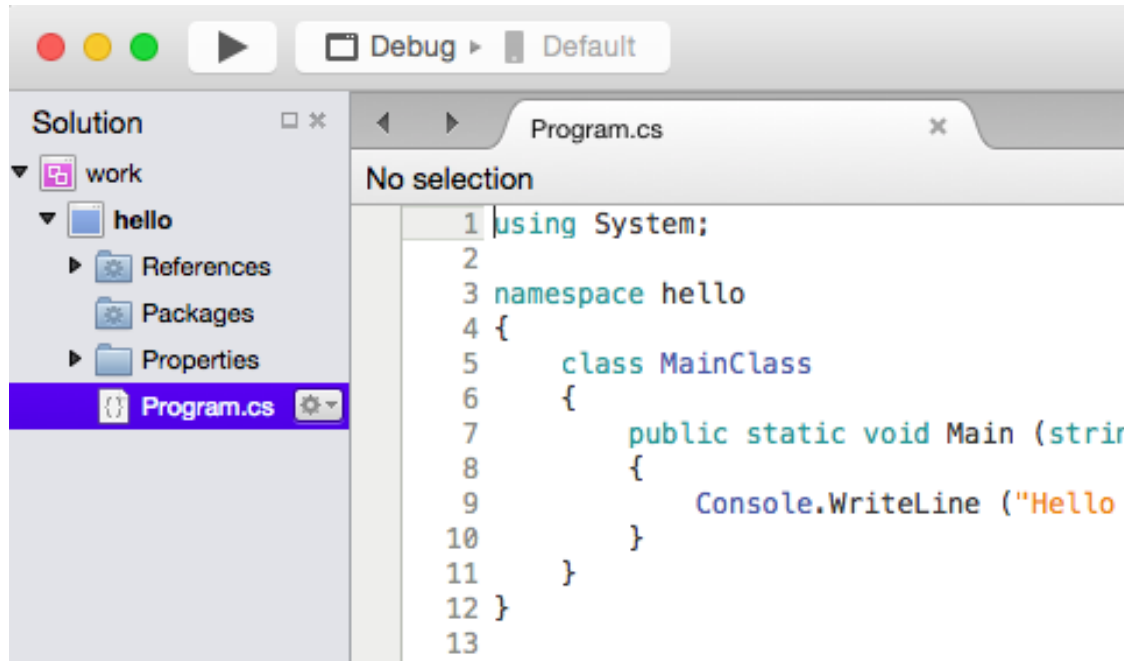 Debug Default
Solution
work
hello
References
Packages
Properties
Program.cs
Program.cs
No selection
1 using System;
2
3 namespace hello
4 {
5 class MainClass
6 {
7 public static void Main (strin
8 {
9 Console.WriteLine ("Hello
10 }
11 }
12 }
13